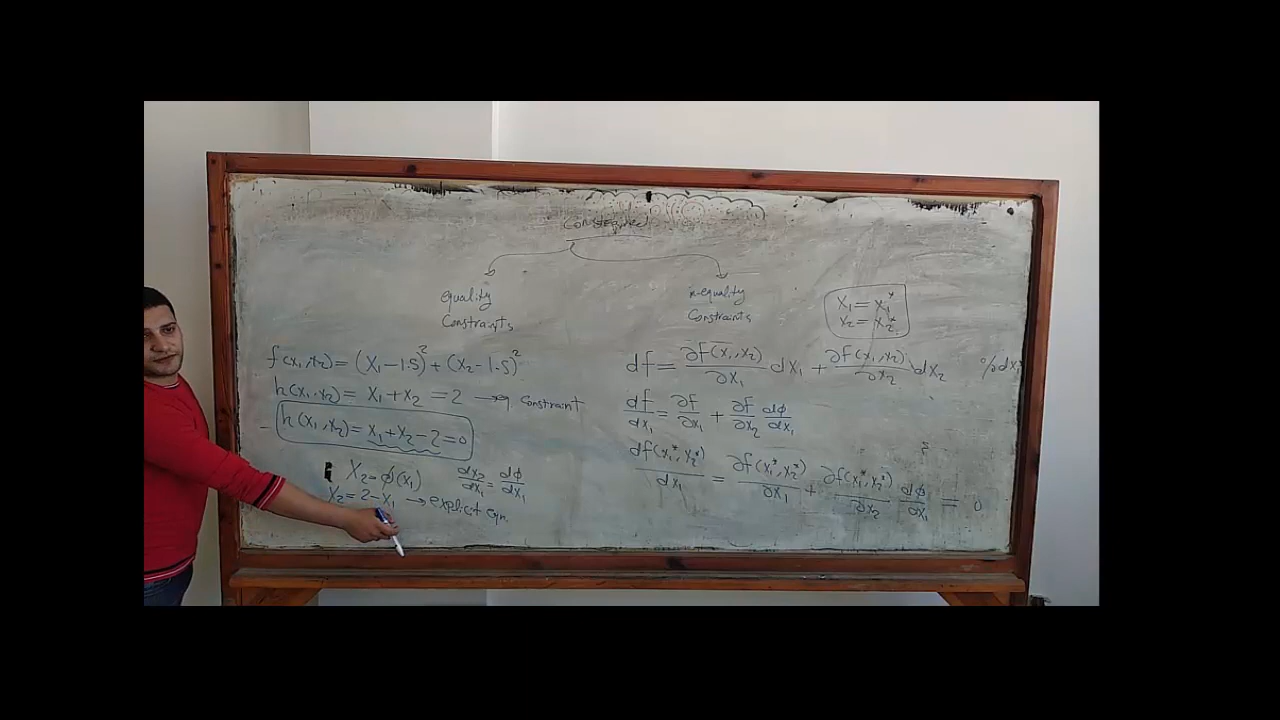 Constrained
equality
Constraints
inequality
Constraints
x₁ = x₁*
x₂ = x₂*
f(x₁,x₂) = (x₁-1.5)² + (x₂-1.5)²
h(x₁,x₂) = x₁+x₂ = 2 → constraint
h(x₁,x₂) = x₁+x₂-2=0
x₂=ϕ(x₁) dx₂/dx₁ = dϕ/dx₁
x₂=2-x₁ → explicit eqn.
df = ∂f(x₁,x₂)/∂x₁ dx₁ + ∂f(x₁,x₂)/∂x₂ dx₂ %dx₁
df/dx₁ = ∂f/∂x₁ + ∂f/∂x₂ dϕ/dx₁
df(x₁*,x₂*)/dx₁ = ∂f(x₁*,x₂*)/∂x₁ + ∂f(x₁*,x₂*)/∂x₂ dϕ/dx₁ = 0